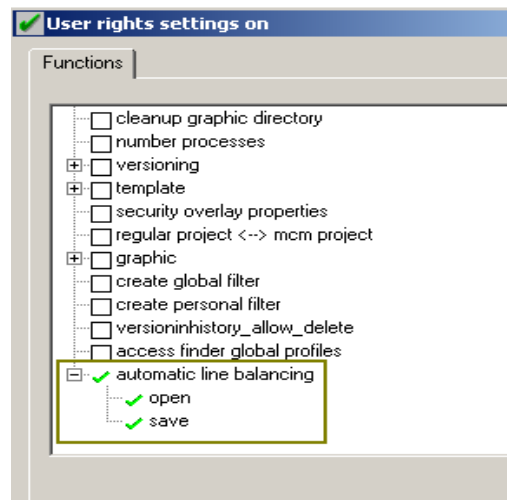 User rights settings on
Functions
cleanup graphic directory
number processes
versioning
template
security overlay properties
regular project <--> mcm project
graphic
create global filter
create personal filter
versioninhistory_allow_delete
access finder global profiles
automatic line balancing
open
save